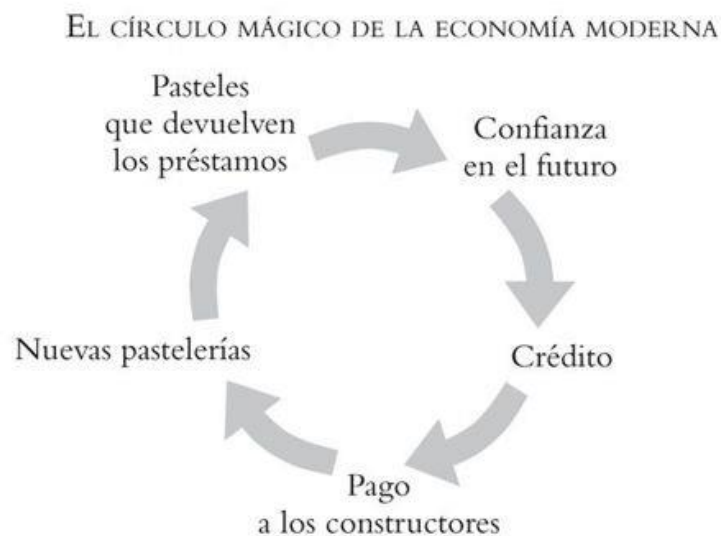 EL CÍRCULO MÁGICO DE LA ECONOMÍA MODERNA
Pasteles
que devuelven
los préstamos
Confianza
en el futuro
Crédito
Pago
a los constructores
Nuevas pastelerías